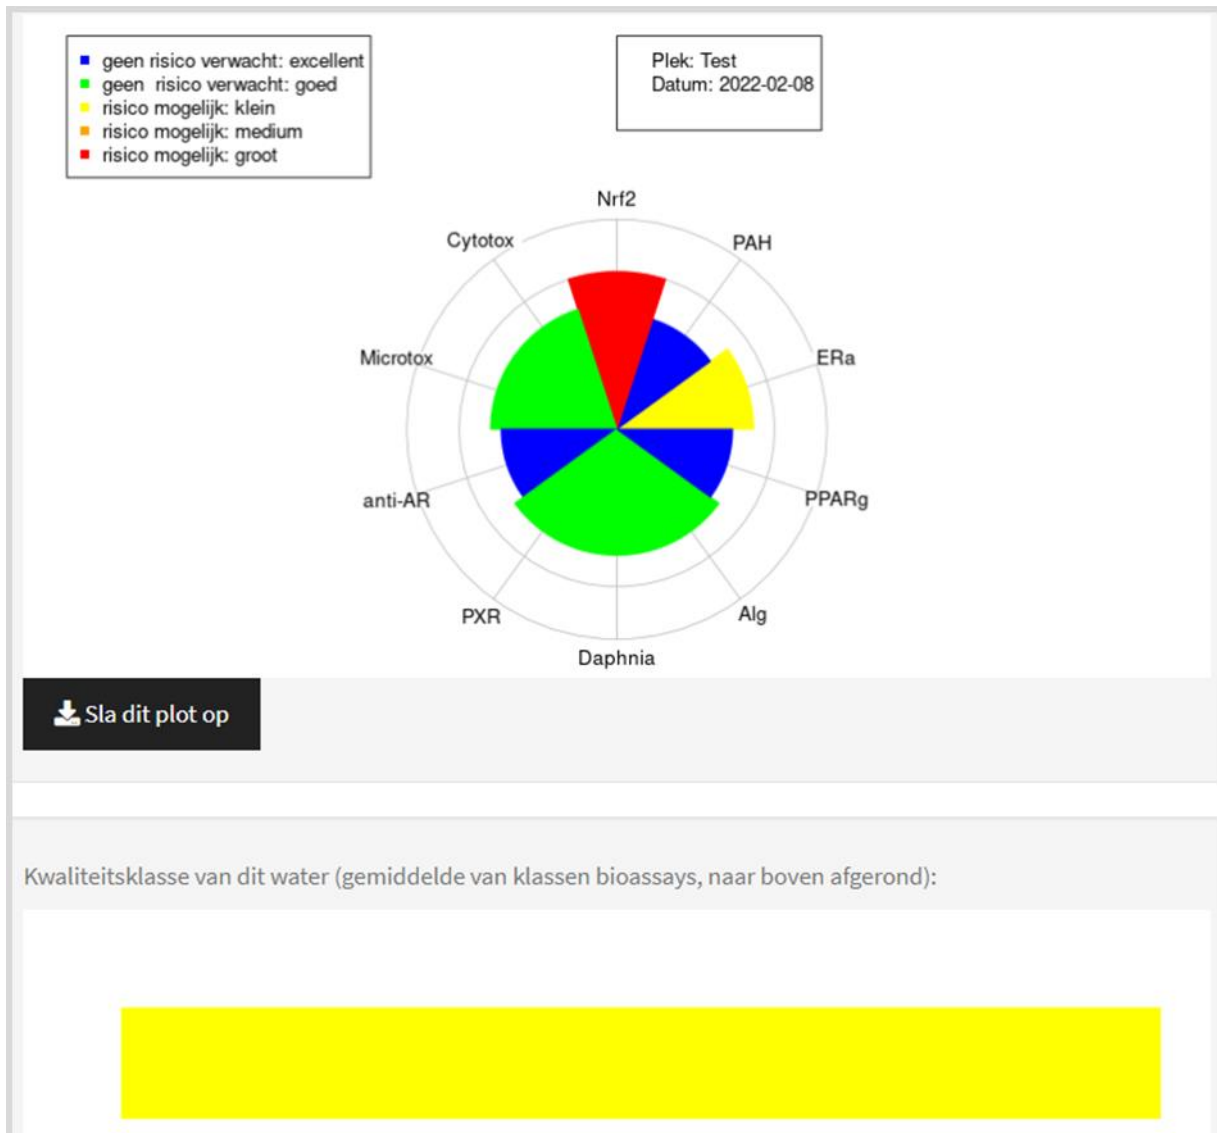 geen risico verwacht: excellent
geen  risico verwacht: goed
risico mogelijk: klein
risico mogelijk: medium
risico mogelijk: groot
Plek: Test
Datum: 2022-02-08
Nrf2
Cytotox
PAH
Microtox
ERa
anti-AR
PPARg
PXR
Alg
Daphnia
Sla dit plot op
Kwaliteitsklasse van dit water (gemiddelde van klassen bioassays, naar boven afgerond):